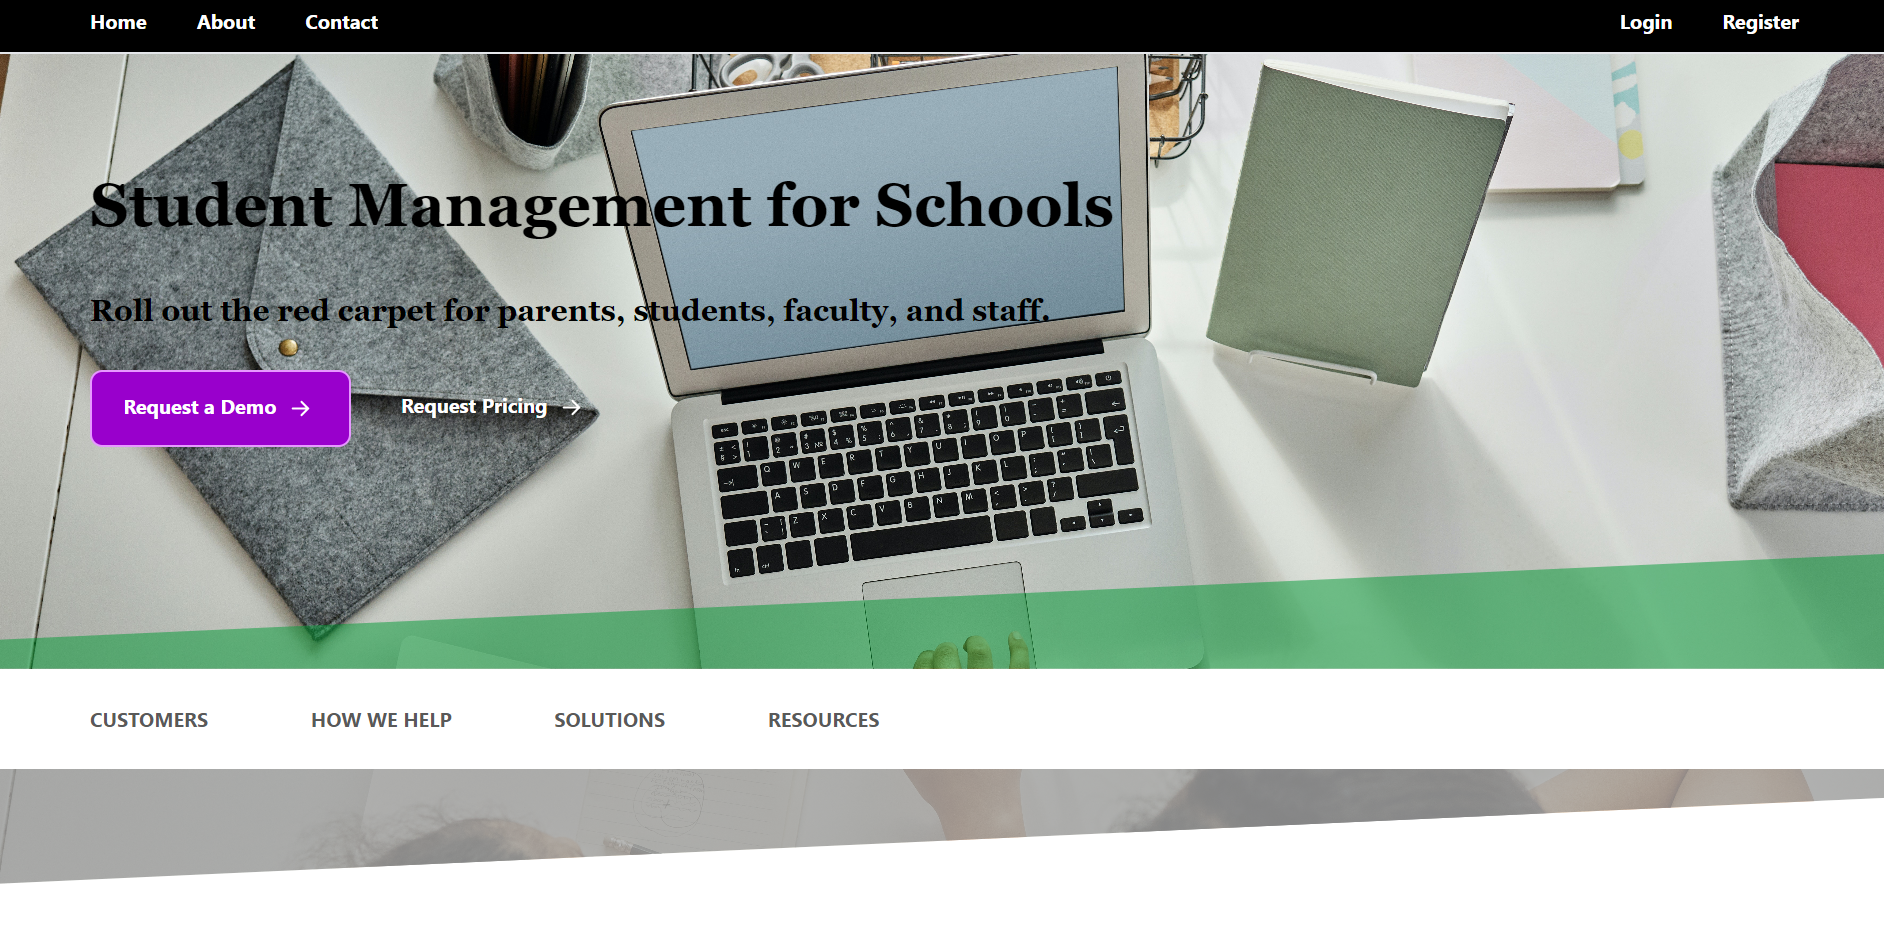 Home About Contact Login Register
Student Management for Schools
Roll out the red carpet for parents, students, faculty, and staff.
Request a Demo → Request Pricing →
CUSTOMERS HOW WE HELP SOLUTIONS RESOURCES